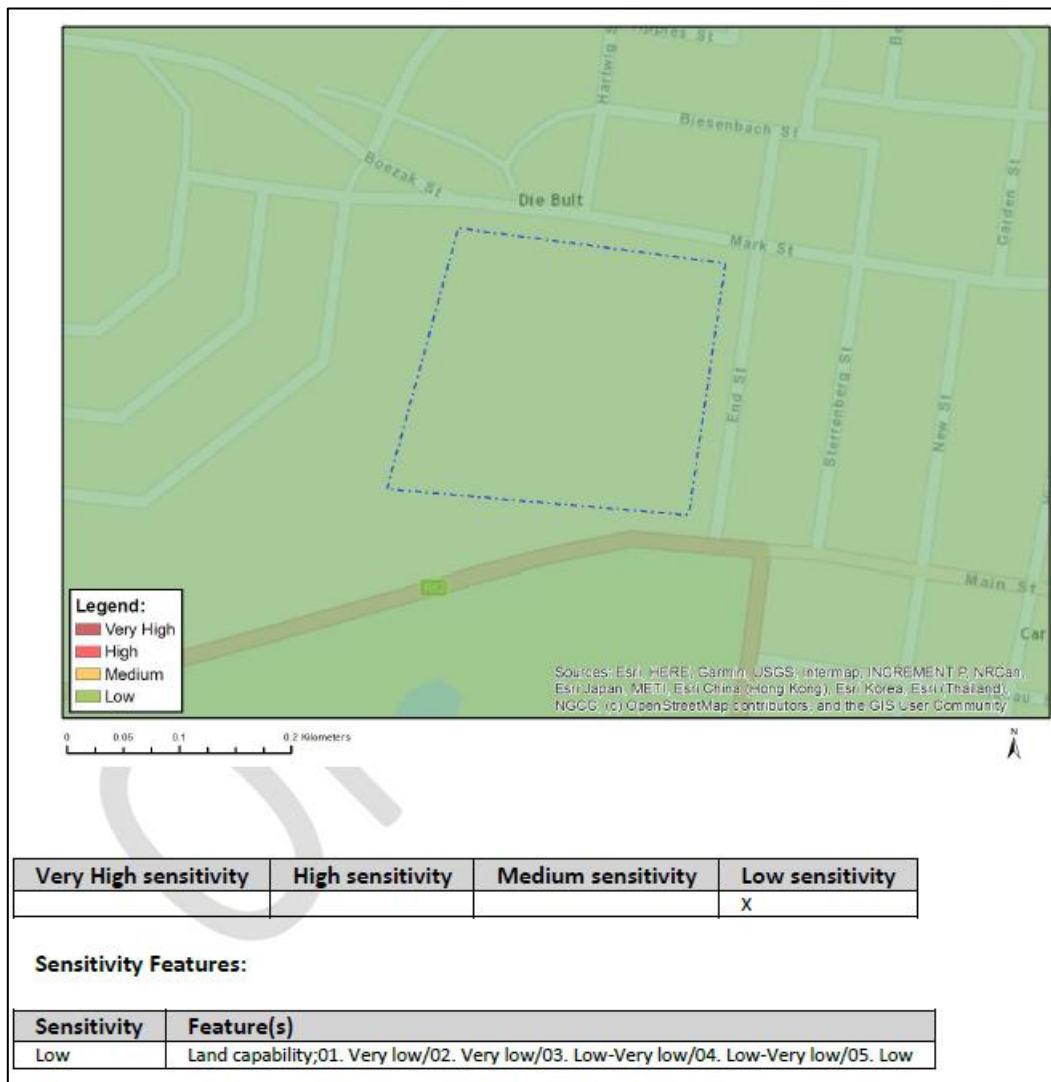 Hartwig S
ipples St
Be
Biesenbach St
Boezak St
Die Bult
Garden St
Mark St
End St
Sterrenberg St
New St
Main St
Car
Legend:
Very High
High
Medium
Low
Sources: Esri, HERE, Garmin, USGS, Intermap, INCREMENT P, NRCan,
Esri Japan, METI, Esri China (Hong Kong), Esri Korea, Esri (Thailand),
NGCC, (c) OpenStreetMap contributors, and the GIS User Community
0 0.05 0.1 0.2 Kilometers
N
Very High sensitivity High sensitivity Medium sensitivity Low sensitivity
X
Sensitivity Features:
Sensitivity Feature(s)
Low Land capability;01. Very low/02. Very low/03. Low-Very low/04. Low-Very low/05. Low